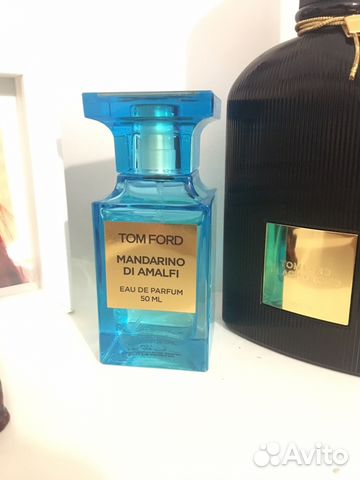 TOM FORD
MANDARINO
DI AMALFI
EAU DE PARFUM
50 ML
Avito